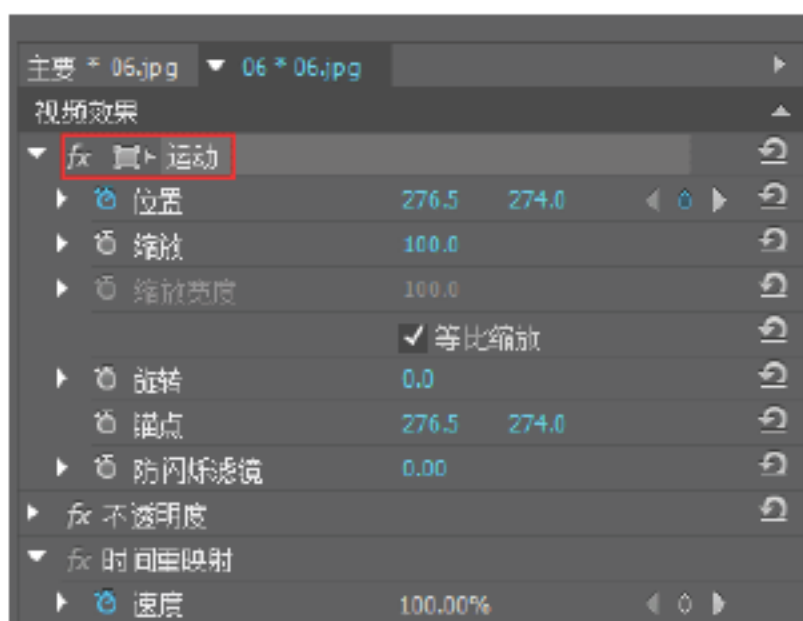 主要 * 06.jpg 06 * 06.jpg
视频效果
fx 运动
位置 276.5 274.0
缩放 100.0
缩放宽度 100.0
等比缩放
旋转 0.0
锚点 276.5 274.0
防闪烁滤镜 0.00
fx 不透明度
fx 时间重映射
速度 100.00%